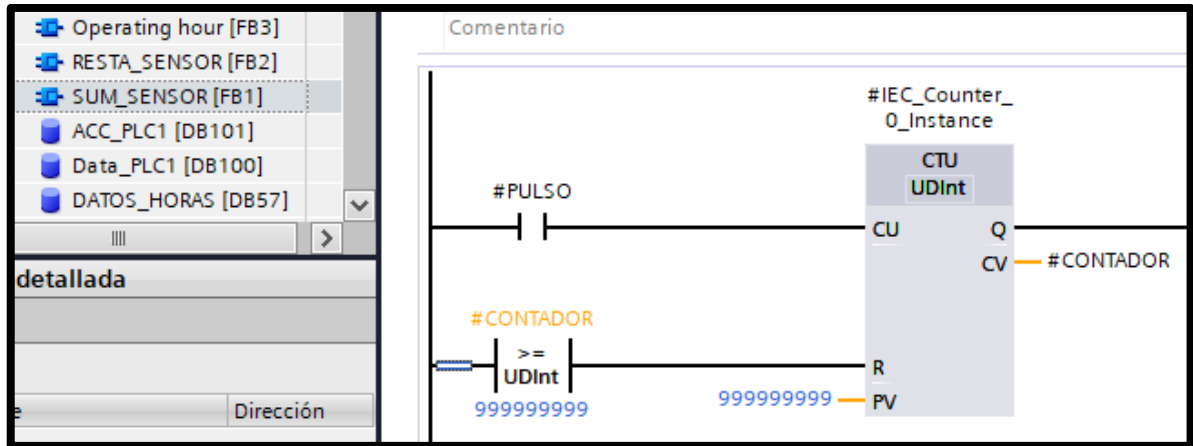 Operating hour [FB3]
RESTA_SENSOR [FB2]
SUM_SENSOR [FB1]
ACC_PLC1 [DB101]
Data_PLC1 [DB100]
DATOS_HORAS [DB57]
detallada
Dirección
Comentario
#IEC_Counter_
0_Instance
CTU
UDInt
#PULSO
CU Q
CV #CONTADOR
#CONTADOR
>=
UDInt
999999999
R
999999999 PV